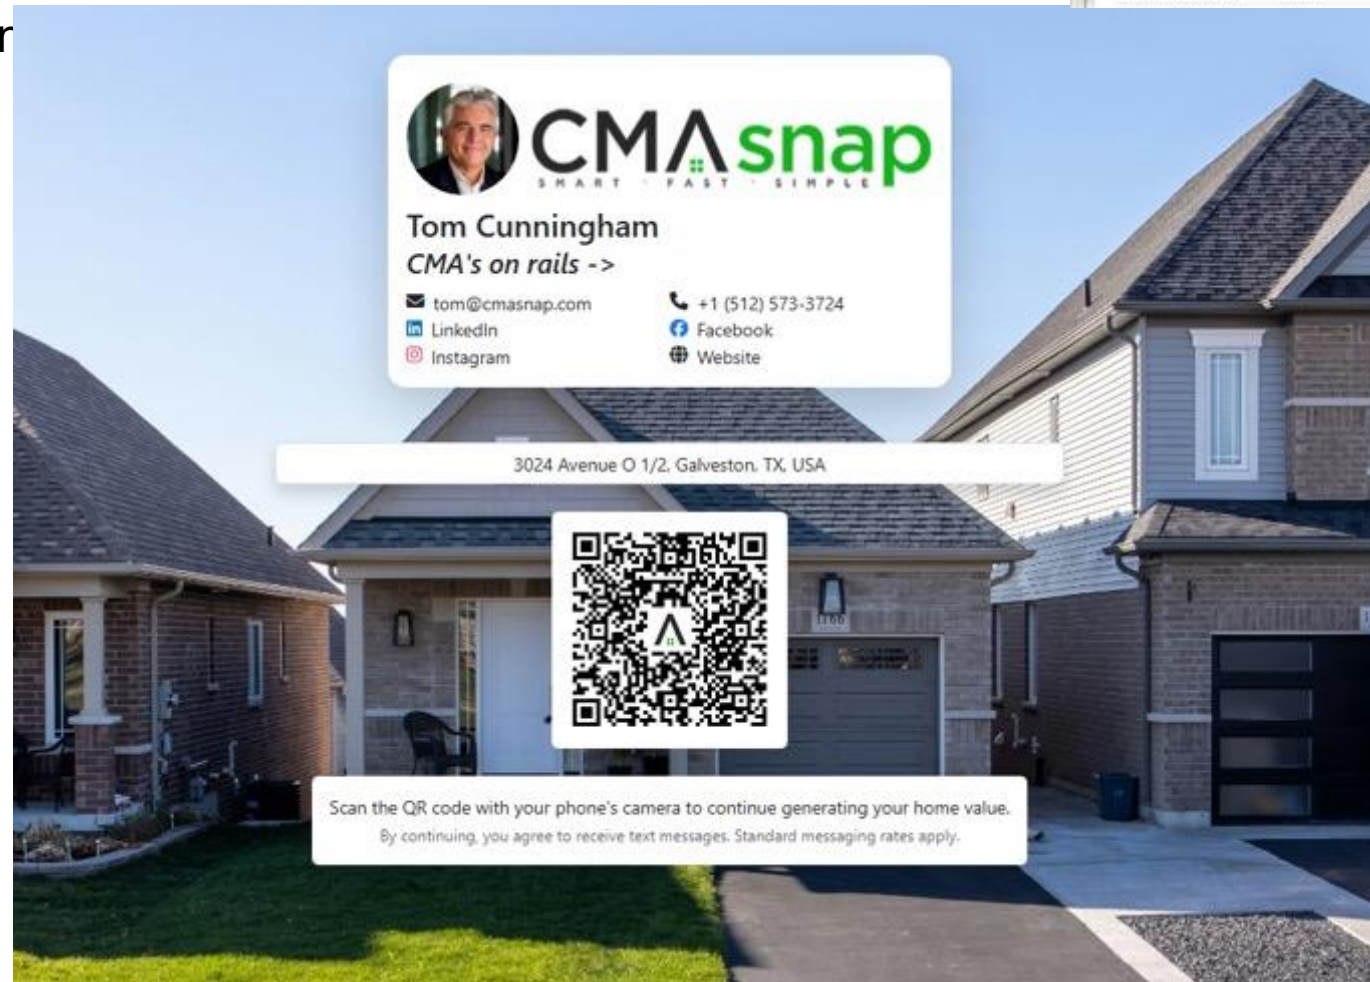 CMAsnap
SMART · FAST · SIMPLE
Tom Cunningham
CMA's on rails ->
tom@cmasnap.com
+1 (512) 573-3724
LinkedIn
Facebook
Instagram
Website
3024 Avenue O 1/2, Galveston, TX, USA
1766
Scan the QR code with your phone's camera to continue generating your home value.
By continuing, you agree to receive text messages. Standard messaging rates apply.